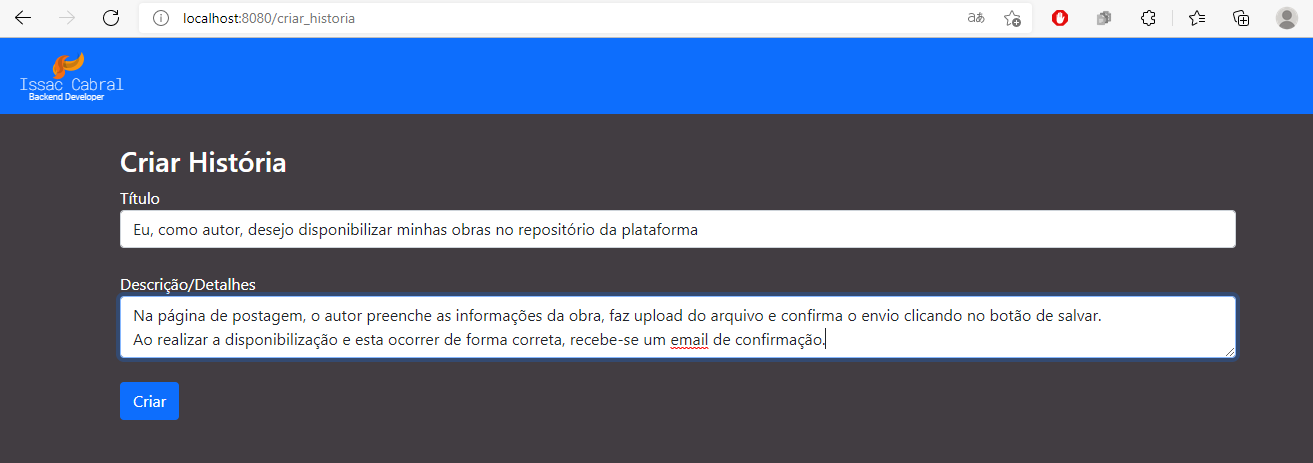 localhost:8080/criar_historia
aあ
Issac Cabral
Backend Developer
Criar História
Título
Eu, como autor, desejo disponibilizar minhas obras no repositório da plataforma
Descrição/Detalhes
Na página de postagem, o autor preenche as informações da obra, faz upload do arquivo e confirma o envio clicando no botão de salvar.
Ao realizar a disponibilização e esta ocorrer de forma correta, recebe-se um email de confirmação.
Criar